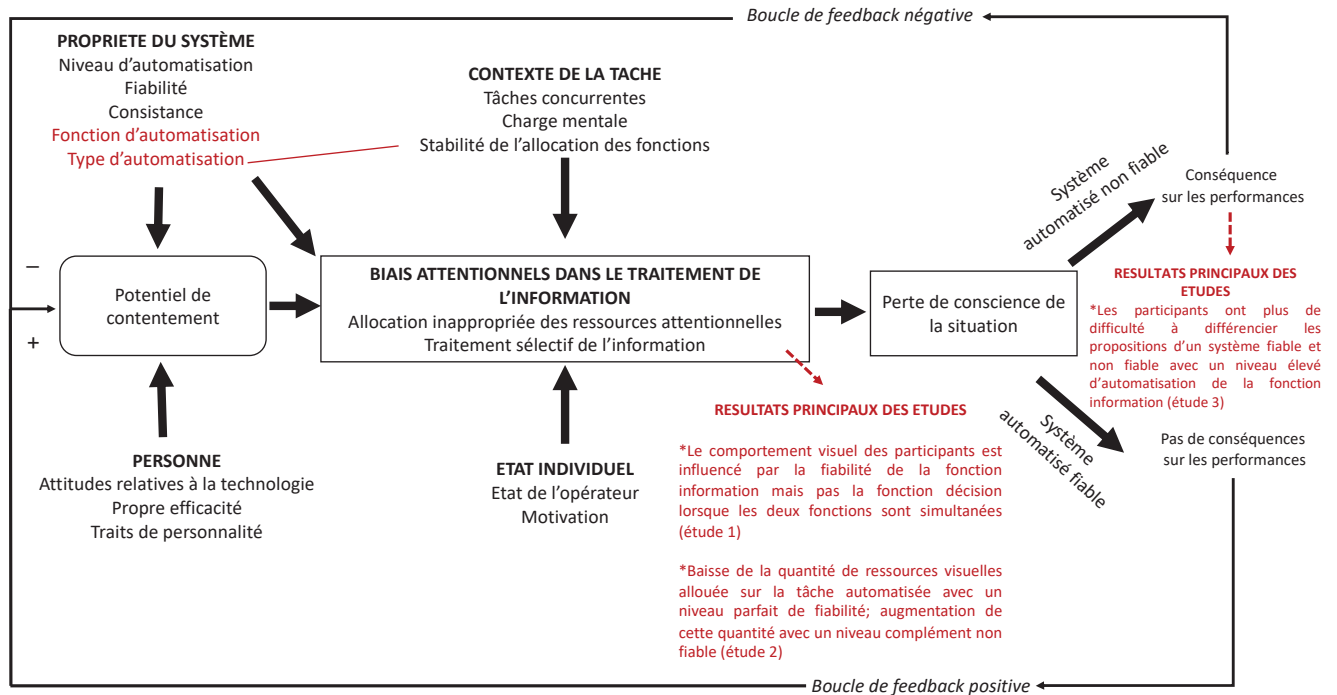 Boucle de feedback négative
PROPRIETE DU SYSTÈME
Niveau d'automatisation
Fiabilité
Consistance
Fonction d'automatisation
Type d'automatisation
CONTEXTE DE LA TACHE
Tâches concurrentes
Charge mentale
Stabilité de l'allocation des fonctions
Système
automatisé non fiable
Conséquence
sur les performances
–
+
Potentiel de
contentement
BIAIS ATTENTIONNELS DANS LE TRAITEMENT DE
L'INFORMATION
Allocation inappropriée des ressources attentionnelles
Traitement sélectif de l'information
Perte de conscience de
la situation
RESULTATS PRINCIPAUX DES
ETUDES
*Les participants ont plus de
difficulté à différencier les
propositions d'un système fiable et
non fiable avec un niveau élevé
d'automatisation de la fonction
information (étude 3)
PERSONNE
Attitudes relatives à la technologie
Propre efficacité
Traits de personnalité
ETAT INDIVIDUEL
Etat de l'opérateur
Motivation
RESULTATS PRINCIPAUX DES ETUDES
*Le comportement visuel des participants est
influencé par la fiabilité de la fonction
information mais pas la fonction décision
lorsque les deux fonctions sont simultanées
(étude 1)
*Baisse de la quantité de ressources visuelles
allouée sur la tâche automatisée avec un
niveau parfait de fiabilité; augmentation de
cette quantité avec un niveau complément non
fiable (étude 2)
Système
automatisé fiable
Pas de conséquences
sur les performances
Boucle de feedback positive